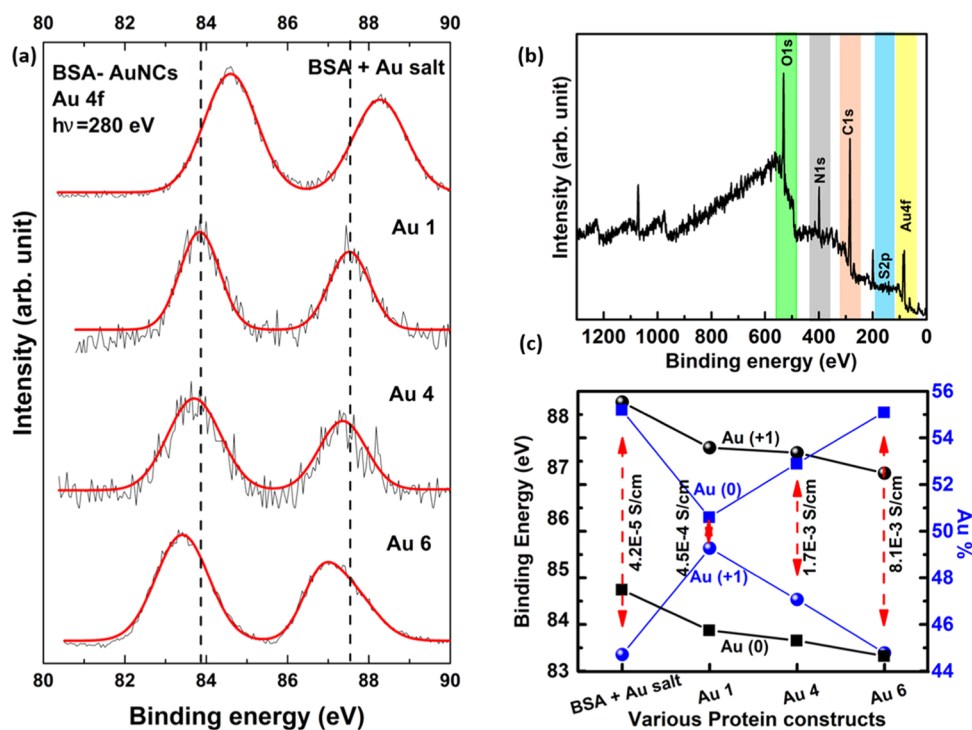 80 82 84 86 88 90
(a)
BSA- AuNCs
Au 4f
hν =280 eV
BSA + Au salt
Au 1
Au 4
Au 6
Intensity (arb. unit)
80 82 84 86 88 90
Binding energy (eV)
(b)
Intensity (arb. unit)
O1s
N1s
C1s
S2p
Au4f
1200 1000 800 600 400 200 0
Binding energy (eV)
(c)
Binding Energy (eV)
88
87
86
85
84
83
Au (+1)
Au (0)
Au (+1)
Au (0)
4.2E-5 S/cm
4.5E-4 S/cm
1.7E-3 S/cm
8.1E-3 S/cm
56
54
52
50
48
46
44
Au %
BSA + Au salt Au 1 Au 4 Au 6
Various Protein constructs